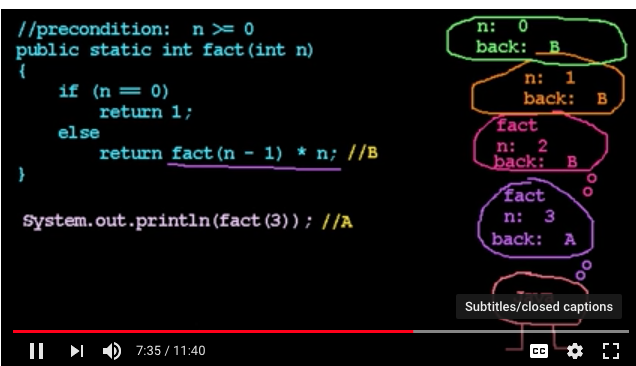 //precondition:  n >= 0
public static int fact(int n)
{
if (n == 0)
return 1;
else
return fact(n - 1) * n; //B
}
System.out.println(fact(3)); //A
n: 0
back: B
n: 1
back: B
fact
n: 2
back: B
fact
n: 3
back: A
Subtitles/closed captions
7:35 / 11:40
CC